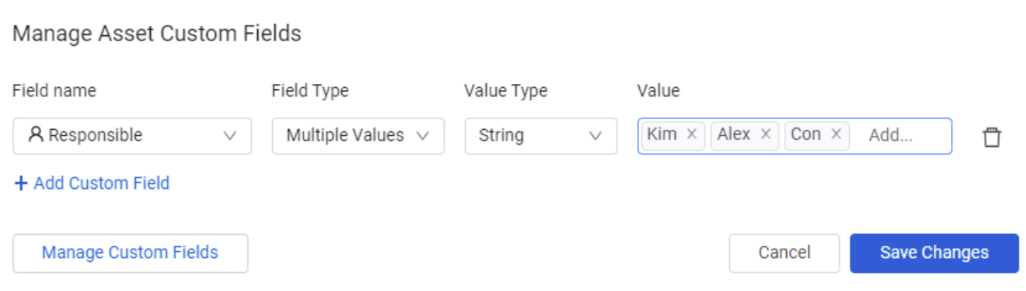 Manage Asset Custom Fields
Field name Field Type Value Type Value
Responsible Multiple Values String Kim × Alex × Con × Add...
+ Add Custom Field
Manage Custom Fields Cancel Save Changes